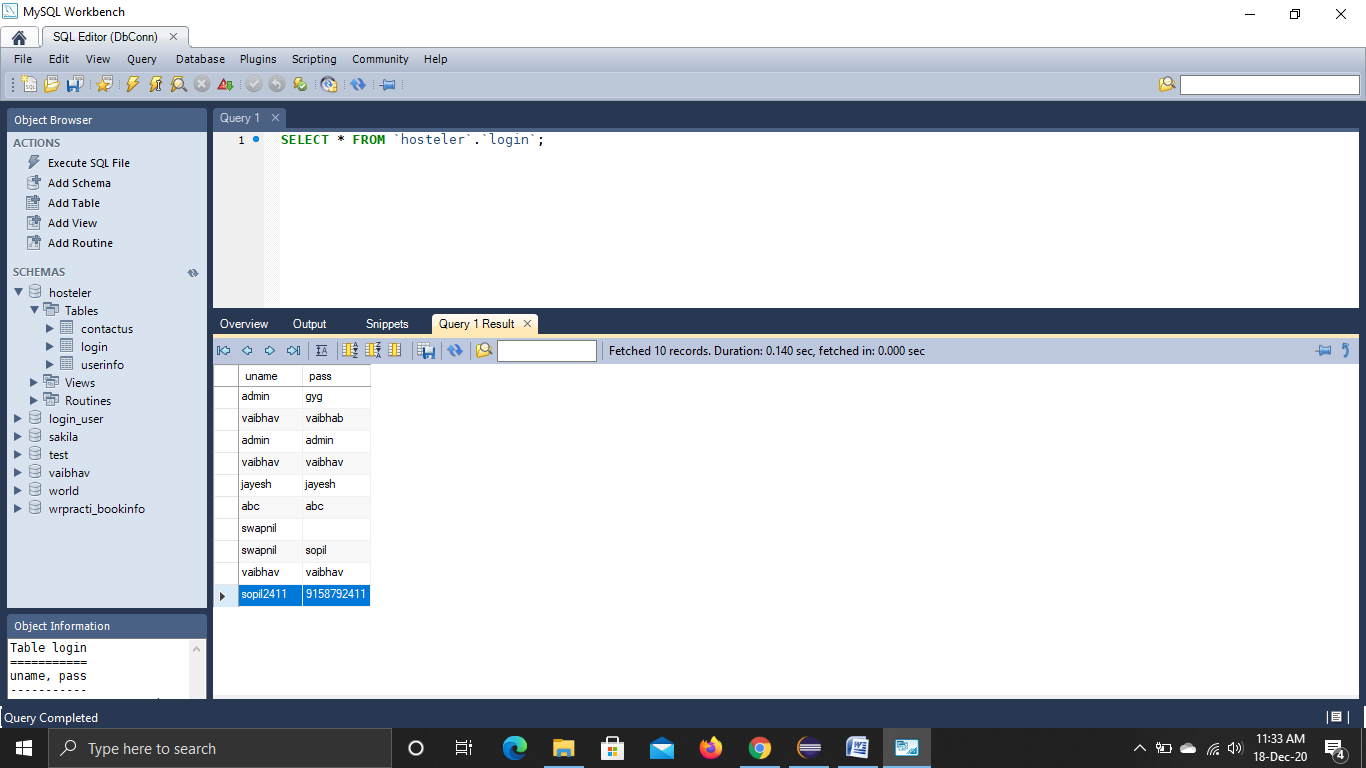 MySQL Workbench
SQL Editor (DbConn)
File Edit View Query Database Plugins Scripting Community Help
Object Browser
ACTIONS
Execute SQL File
Add Schema
Add Table
Add View
Add Routine
SCHEMAS
hosteler
Tables
contactus
login
userinfo
Views
Routines
login_user
sakila
test
vaibhav
world
wrpracti_bookinfo
Object Information
Table login
===========
uname, pass
-----------
Query 1
1 SELECT * FROM `hosteler`.`login`;
Overview Output Snippets Query 1 Result
Fetched 10 records. Duration: 0.140 sec, fetched in: 0.000 sec
uname pass
admin gyg
vaibhav vaibhab
admin admin
vaibhav vaibhav
jayesh jayesh
abc abc
swapnil
swapnil sopil
vaibhav vaibhav
sopil2411 9158792411
Query Completed
Type here to search
11:33 AM
18-Dec-20
4